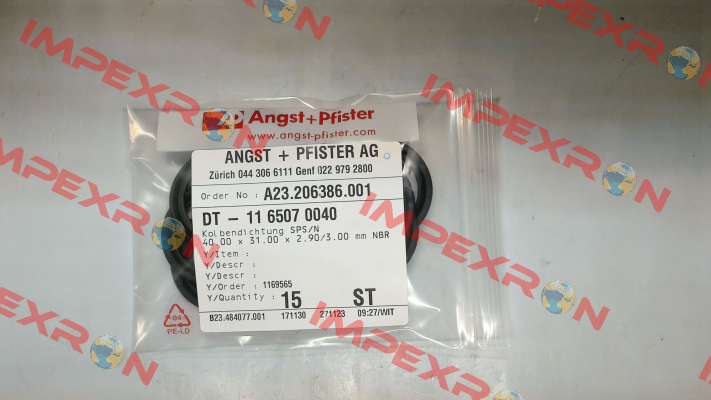 AP Angst+Pfister
www.angst-pfister.com
ANGST + PFISTER AG
Zürich 044 306 6111 Genf 022 979 2800
Order No : A23.206386.001
DT - 11 6507 0040
Kolbendichtung SPS/N
40.00 x 31.00 x 2.90/3.00 mm NBR
Y/Item :
Y/Descr :
Y/Descr :
Y/Order : 1169565
Y/Quantity : 15 ST
B23.484077.001 171130 271123 09:27/WIT
04
PE-LD
IMPEXRON
IMPEXRON
IMPEXRON
IMPEXRON
IMPEXRON
IMPEXRON
IMPEXRON